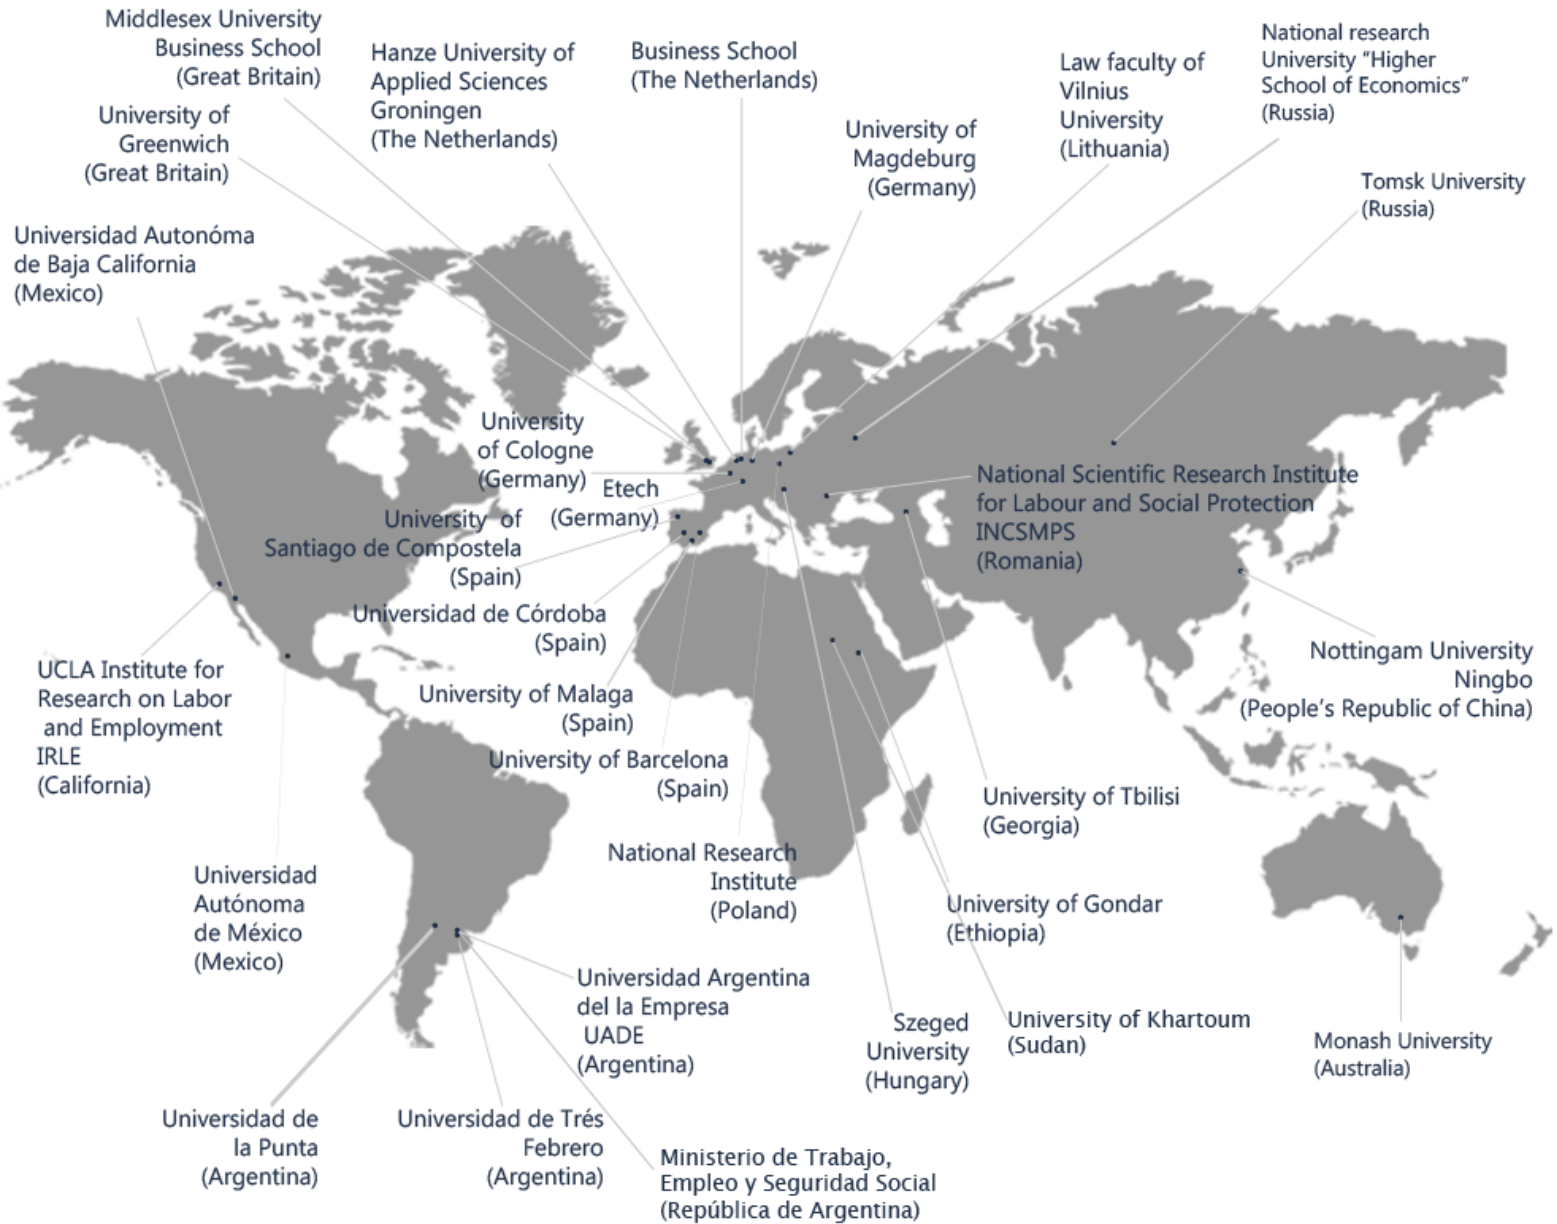 Middlesex University
Business School
(Great Britain)
Hanze University of
Applied Sciences
Groningen
(The Netherlands)
Business School
(The Netherlands)
Law faculty of
Vilnius
University
(Lithuania)
National research
University “Higher
School of Economics”
(Russia)
University of
Greenwich
(Great Britain)
University of
Magdeburg
(Germany)
Tomsk University
(Russia)
Universidad Autonóma
de Baja California
(Mexico)
University
of Cologne
(Germany)
Etech
(Germany)
National Scientific Research Institute
for Labour and Social Protection
INCSMPS
(Romania)
University of
Santiago de Compostela
(Spain)
Universidad de Córdoba
(Spain)
UCLA Institute for
Research on Labor
and Employment
IRLE
(California)
University of Malaga
(Spain)
Nottingam University
Ningbo
(People’s Republic of China)
University of Barcelona
(Spain)
University of Tbilisi
(Georgia)
National Research
Institute
(Poland)
Universidad
Autónoma
de México
(Mexico)
University of Gondar
(Ethiopia)
Universidad Argentina
del la Empresa
UADE
(Argentina)
Szeged
University
(Hungary)
University of Khartoum
(Sudan)
Monash University
(Australia)
Universidad de
la Punta
(Argentina)
Universidad de Trés
Febrero
(Argentina)
Ministerio de Trabajo,
Empleo y Seguridad Social
(República de Argentina)